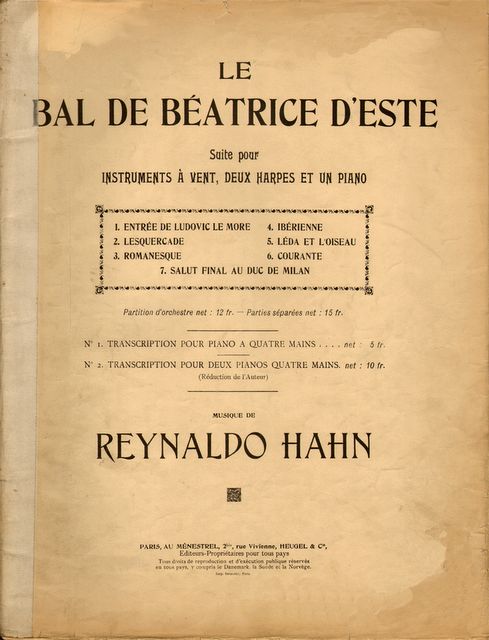 LE
BAL DE BÉATRICE D'ESTE
Suite pour
INSTRUMENTS À VENT, DEUX HARPES ET UN PIANO
1. ENTRÉE DE LUDOVIC LE MORE
2. LESQUERCADE
3. ROMANESQUE
4. IBÉRIENNE
5. LÉDA ET L'OISEAU
6. COURANTE
7. SALUT FINAL AU DUC DE MILAN
Partition d'orchestre net : 12 fr. — Parties séparées net : 15 fr.
N° 1. TRANSCRIPTION POUR PIANO A QUATRE MAINS . . . . net : 5 fr.
N° 2. TRANSCRIPTION POUR DEUX PIANOS QUATRE MAINS. net : 10 fr.
(Réduction de l'Auteur)
MUSIQUE DE
REYNALDO HAHN
PARIS, AU MÉNESTREL, 2bis, rue Vivienne, HEUGEL & Cie,
Editeurs-Propriétaires pour tous pays
Tous droits de reproduction et d'exécution publique réservés
en tous pays, y compris le Danemark, la Suède et la Norvège.